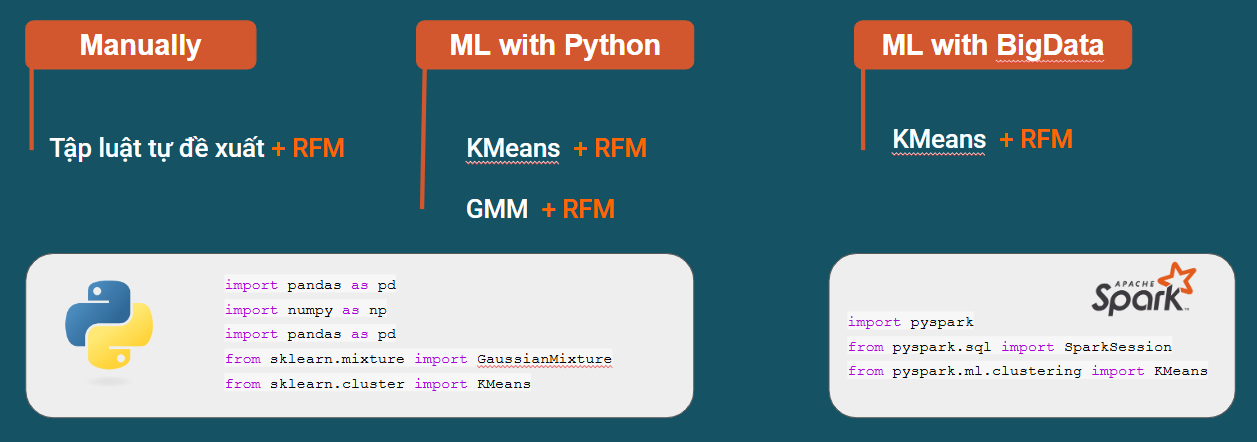 Manually
ML with Python
ML with BigData
Tập luật tự đề xuất + RFM
KMeans + RFM
GMM + RFM
KMeans + RFM
import pandas as pd
import numpy as np
import pandas as pd
from sklearn.mixture import GaussianMixture
from sklearn.cluster import KMeans
APACHE
Spark™
import pyspark
from pyspark.sql import SparkSession
from pyspark.ml.clustering import KMeans